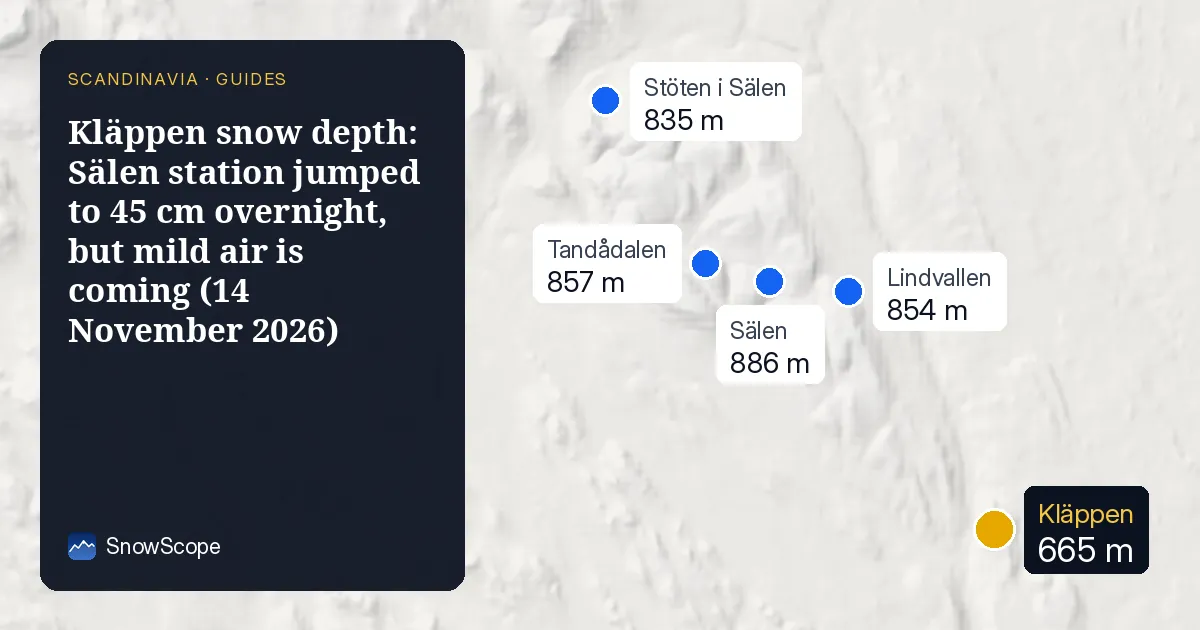 SCANDINAVIA · GUIDES
Kläppen snow depth:
Sälen station jumped
to 45 cm overnight,
but mild air is
coming (14
November 2026)
SnowScope
Stöten i Sälen
835 m
Tandådalen
857 m
Sälen
886 m
Lindvallen
854 m
Kläppen
665 m